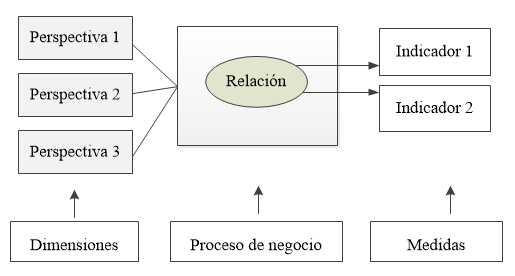 Perspectiva 1
Perspectiva 2
Perspectiva 3
Relación
Indicador 1
Indicador 2
Dimensiones
Proceso de negocio
Medidas